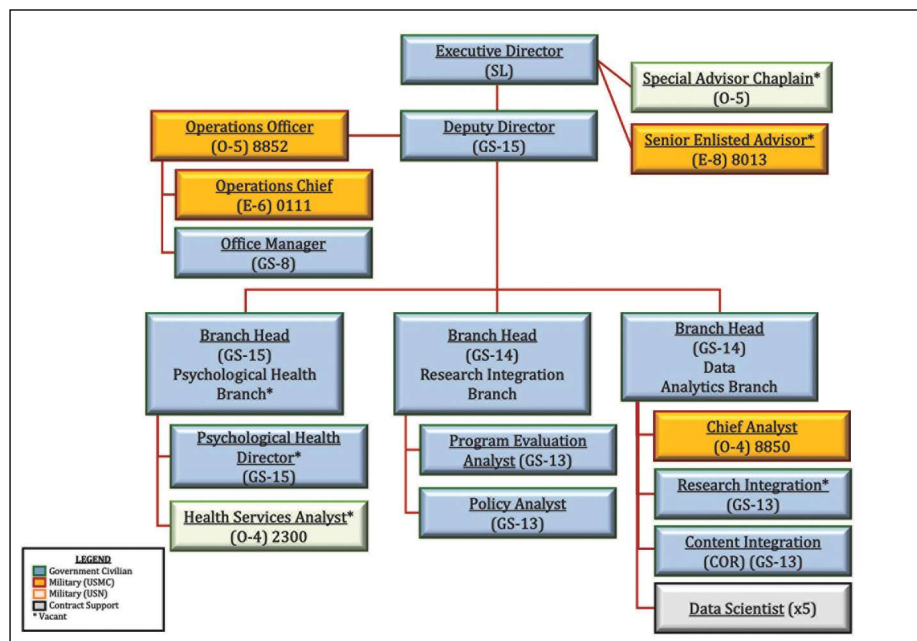 Executive Director
(SL)
Special Advisor Chaplain*
(O-5)
Operations Officer
(O-5) 8852
Deputy Director
(GS-15)
Senior Enlisted Advisor*
(E-8) 8013
Operations Chief
(E-6) 0111
Office Manager
(GS-8)
Branch Head
(GS-15)
Psychological Health
Branch*
Branch Head
(GS-14)
Research Integration
Branch
Branch Head
(GS-14)
Data
Analytics Branch
Psychological Health
Director*
(GS-15)
Health Services Analyst*
(O-4) 2300
Program Evaluation
Analyst (GS-13)
Policy Analyst
(GS-13)
Chief Analyst
(O-4) 8850
Research Integration*
(GS-13)
Content Integration
(COR) (GS-13)
Data Scientist (x5)
LEGEND
Government Civilian
Military (USMC)
Military (USN)
Contract Support
* Vacant